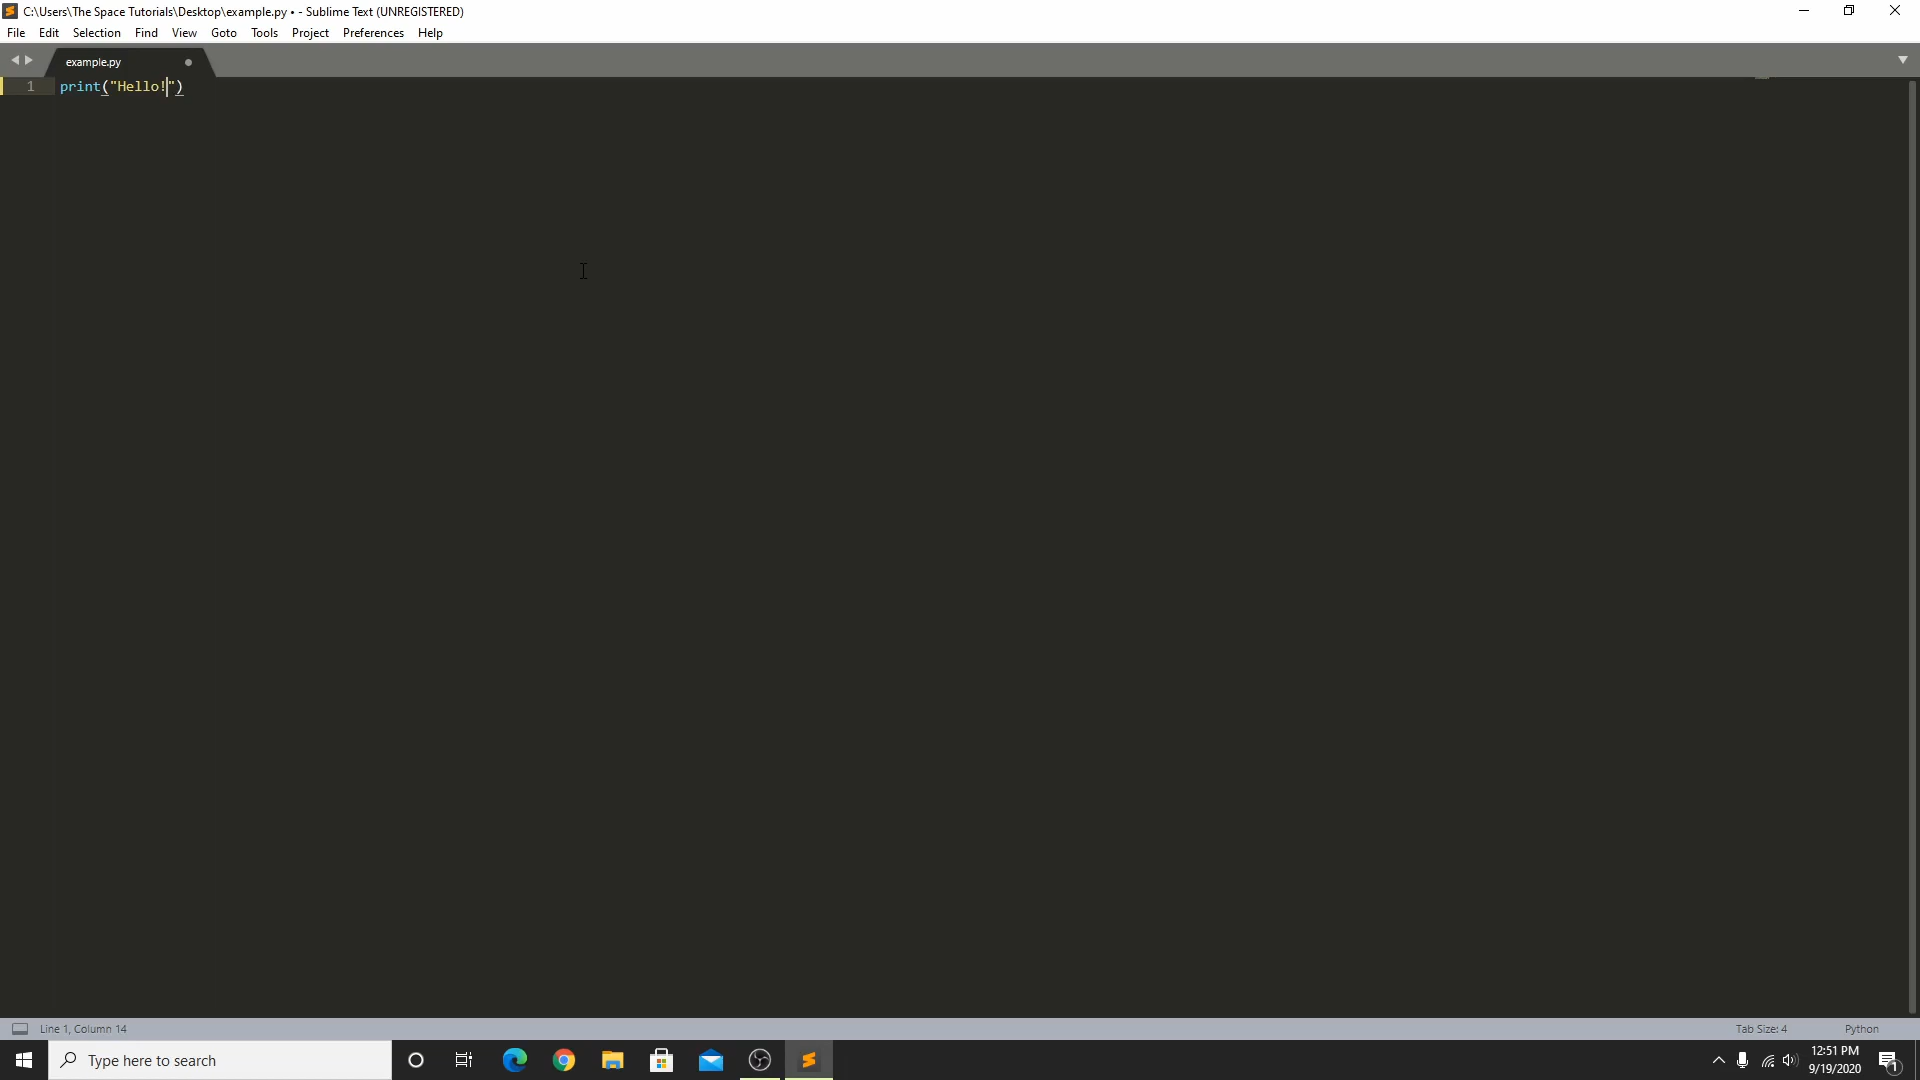 C:\Users\The Space Tutorials\Desktop\example.py • - Sublime Text (UNREGISTERED)
File Edit Selection Find View Goto Tools Project Preferences Help
example.py
1 print("Hello!")
Line 1, Column 14 Tab Size: 4 Python
Type here to search
12:51 PM
9/19/2020
1